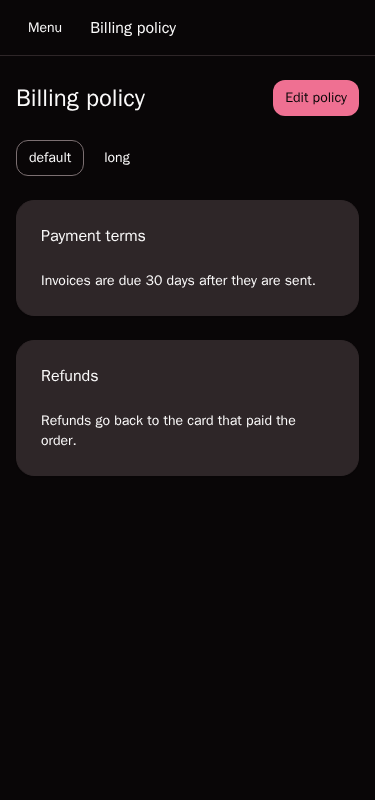 Menu Billing policy
Billing policy
Edit policy
default long
Payment terms
Invoices are due 30 days after they are sent.
Refunds
Refunds go back to the card that paid the
order.